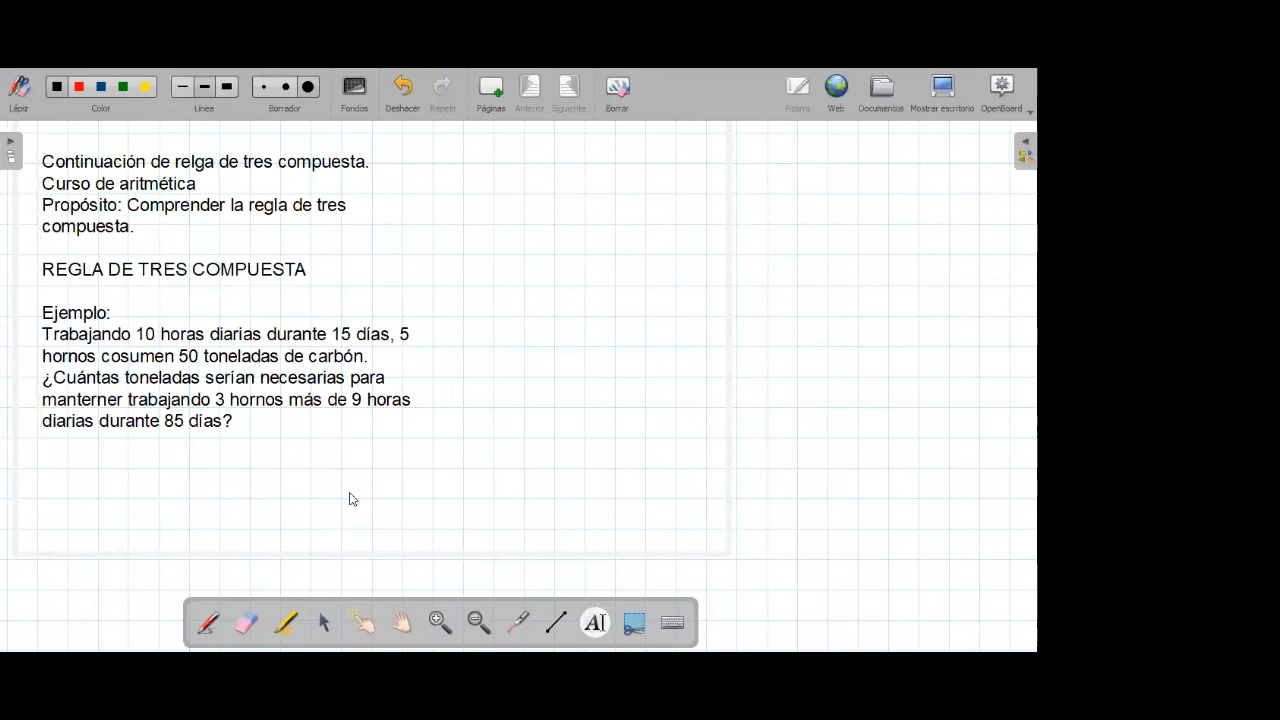 Lápiz
Color
Línea
Borrador
Fondos
Deshacer
Repetir
Páginas
Anterior
Siguiente
Borrar
Pizarra
Web
Documentos
Mostrar escritorio
OpenBoard
Continuación de relga de tres compuesta.
Curso de aritmética
Propósito: Comprender la regla de tres
compuesta.
REGLA DE TRES COMPUESTA
Ejemplo:
Trabajando 10 horas diarias durante 15 días, 5
hornos cosumen 50 toneladas de carbón.
¿Cuántas toneladas serían necesarias para
manterner trabajando 3 hornos más de 9 horas
diarias durante 85 días?